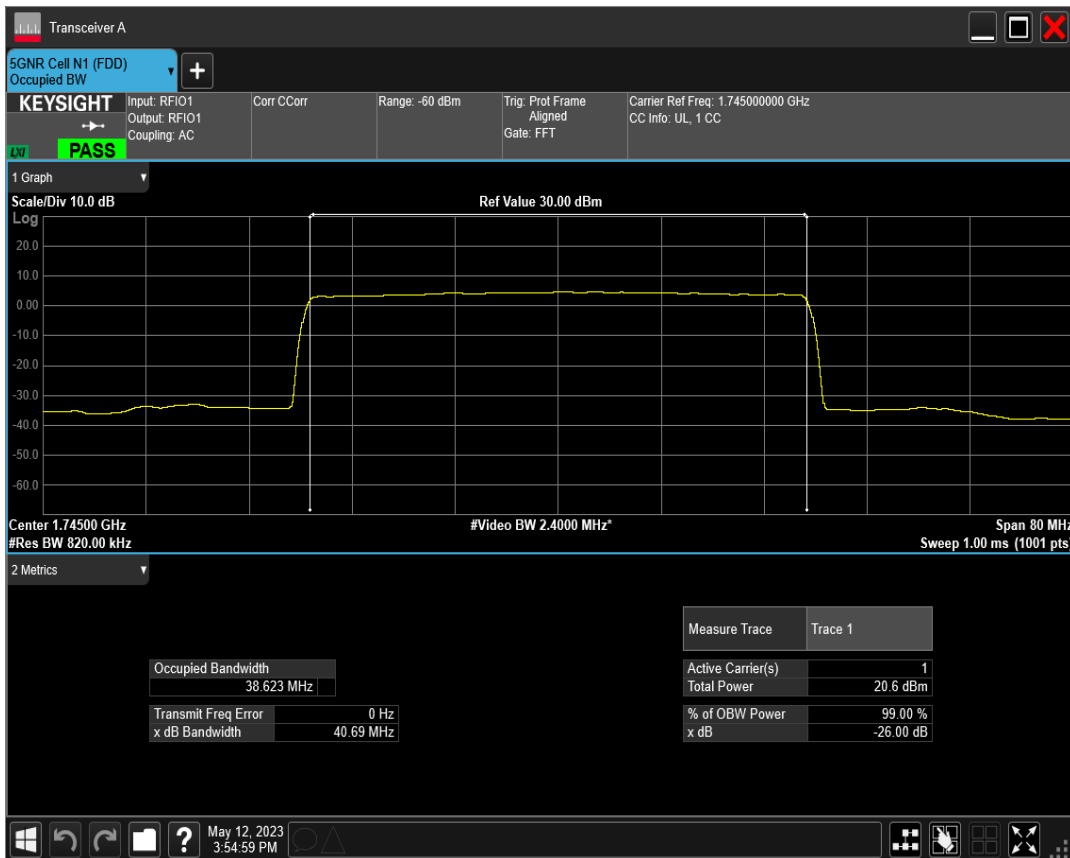 Transceiver A
5GNR Cell N1 (FDD)
Occupied BW
KEYSIGHT
LXI
PASS
Input: RFIO1
Output: RFIO1
Coupling: AC
Corr CCorr
Range: -60 dBm
Trig: Prot Frame
Aligned
Gate: FFT
Carrier Ref Freq: 1.745000000 GHz
CC Info: UL, 1 CC
1 Graph
Scale/Div 10.0 dB
Ref Value 30.00 dBm
Log
20.0
10.0
0.00
-10.0
-20.0
-30.0
-40.0
-50.0
-60.0
Center 1.74500 GHz
#Video BW 2.4000 MHz*
Span 80 MHz
#Res BW 820.00 kHz
Sweep 1.00 ms (1001 pts)
2 Metrics
Measure Trace Trace 1
Occupied Bandwidth
38.623 MHz
Active Carrier(s) 1
Total Power 20.6 dBm
Transmit Freq Error 0 Hz
x dB Bandwidth 40.69 MHz
% of OBW Power 99.00 %
x dB -26.00 dB
?
May 12, 2023
3:54:59 PM